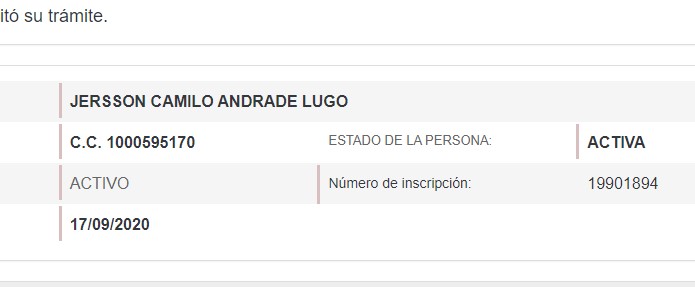 itó su trámite.
JERSSON CAMILO ANDRADE LUGO
C.C. 1000595170 ESTADO DE LA PERSONA: ACTIVA
ACTIVO Número de inscripción: 19901894
17/09/2020